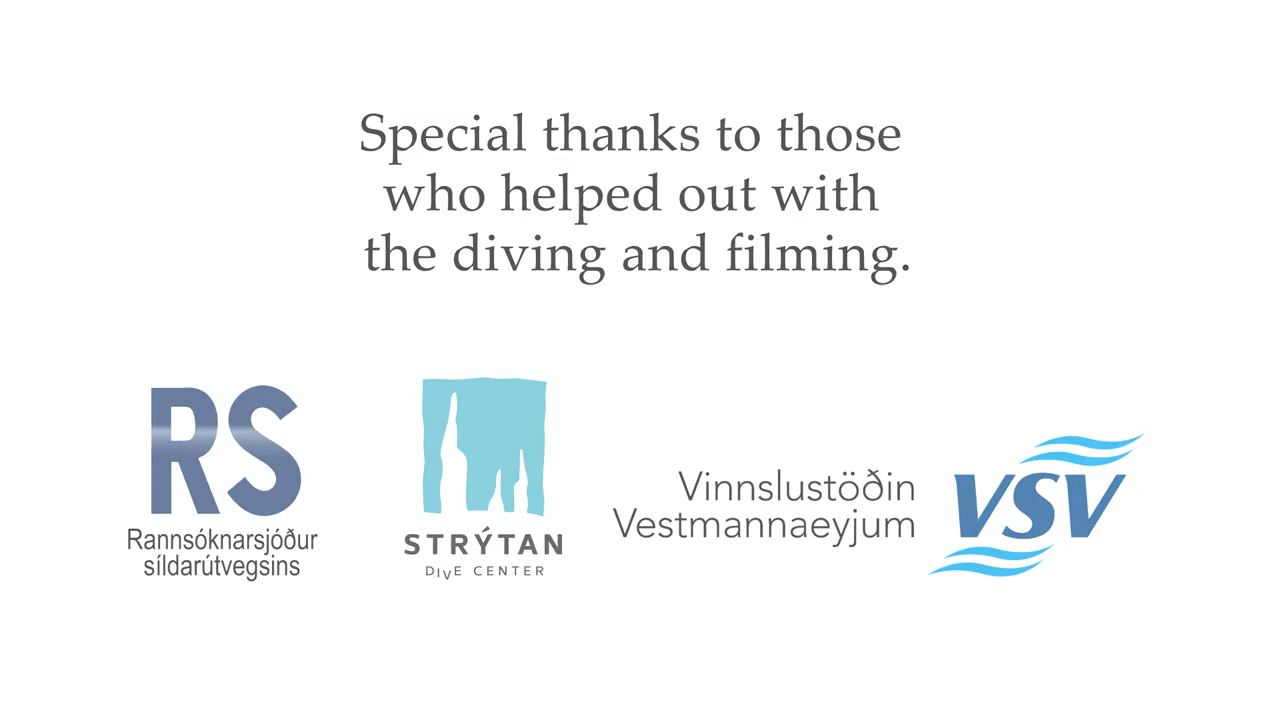 Special thanks to those
who helped out with
the diving and filming.
RS
Rannsóknarsjóður
síldarútvegsins
STRÝTAN
DIVE CENTER
Vinnslustöðin
Vestmannaeyjum
VSV